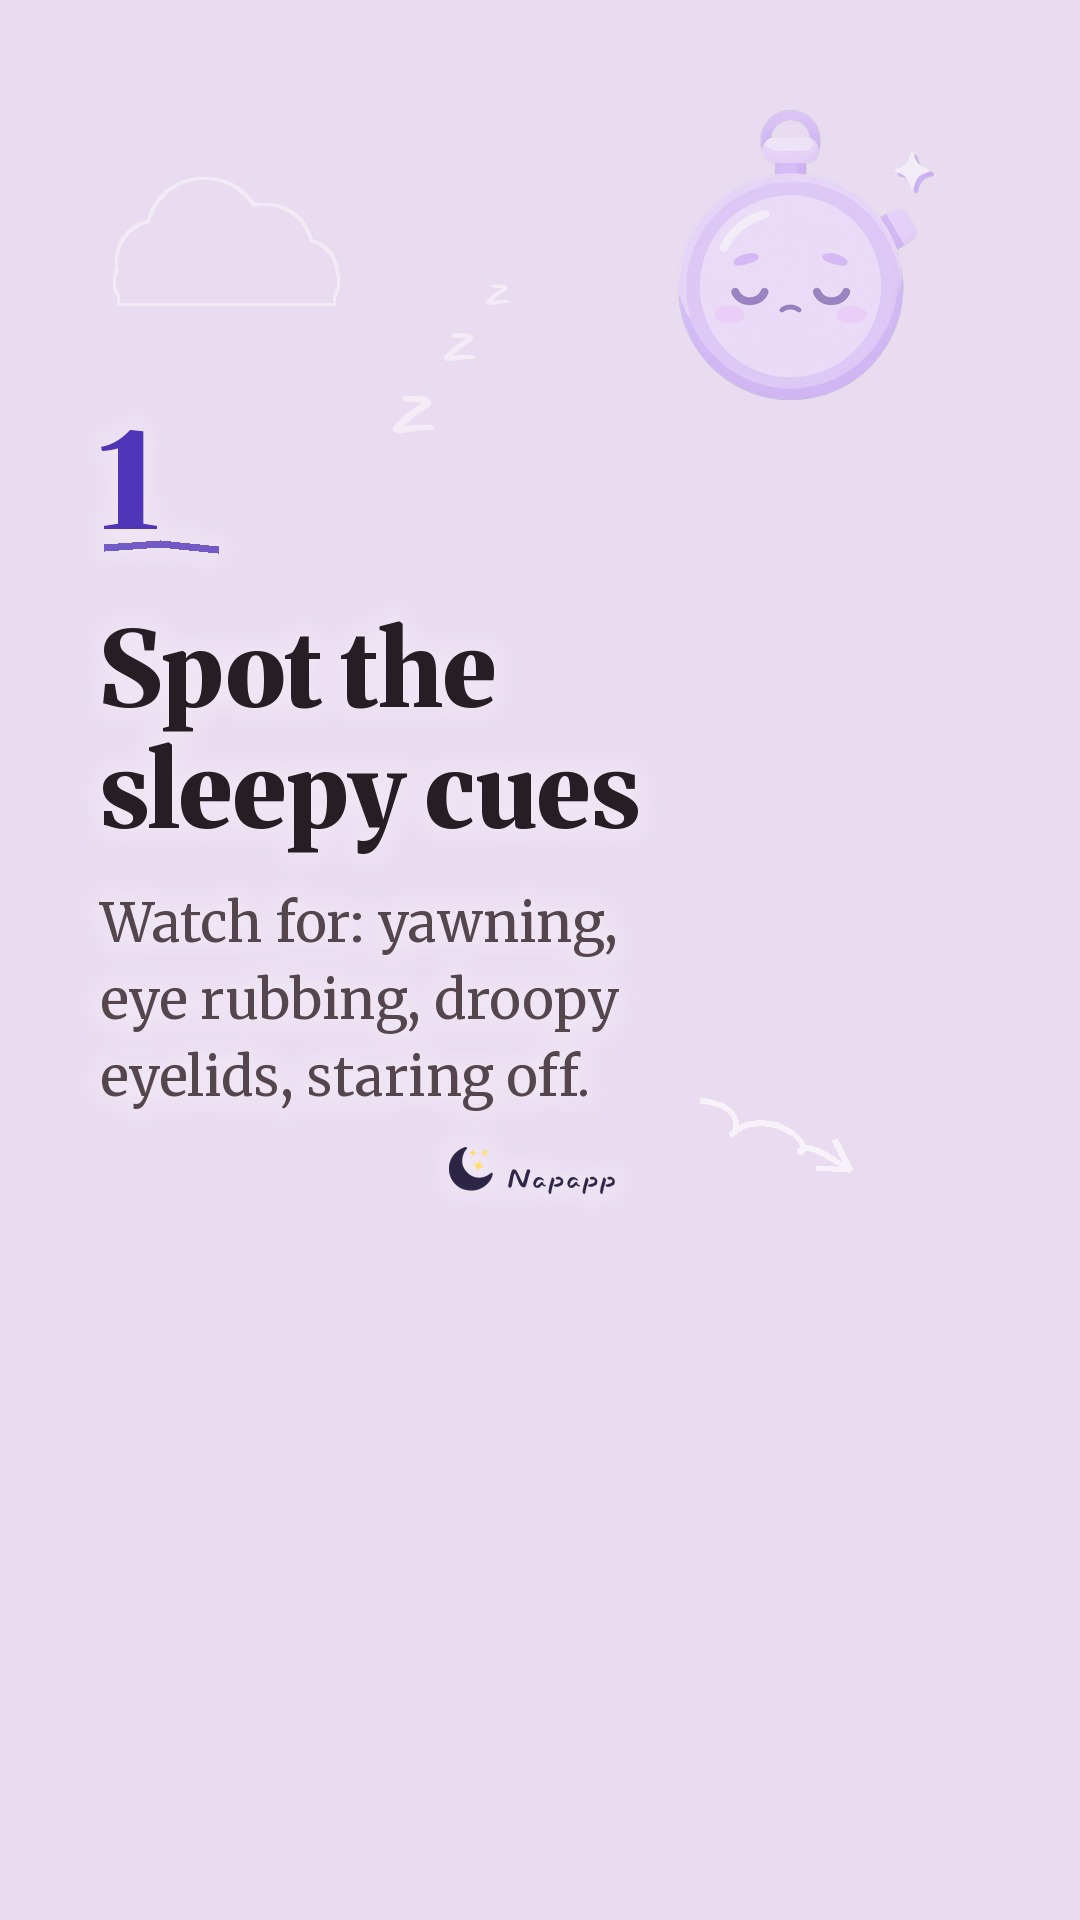 z
z
z
1
Spot the
sleepy cues
Watch for: yawning,
eye rubbing, droopy
eyelids, staring off.
Napapp